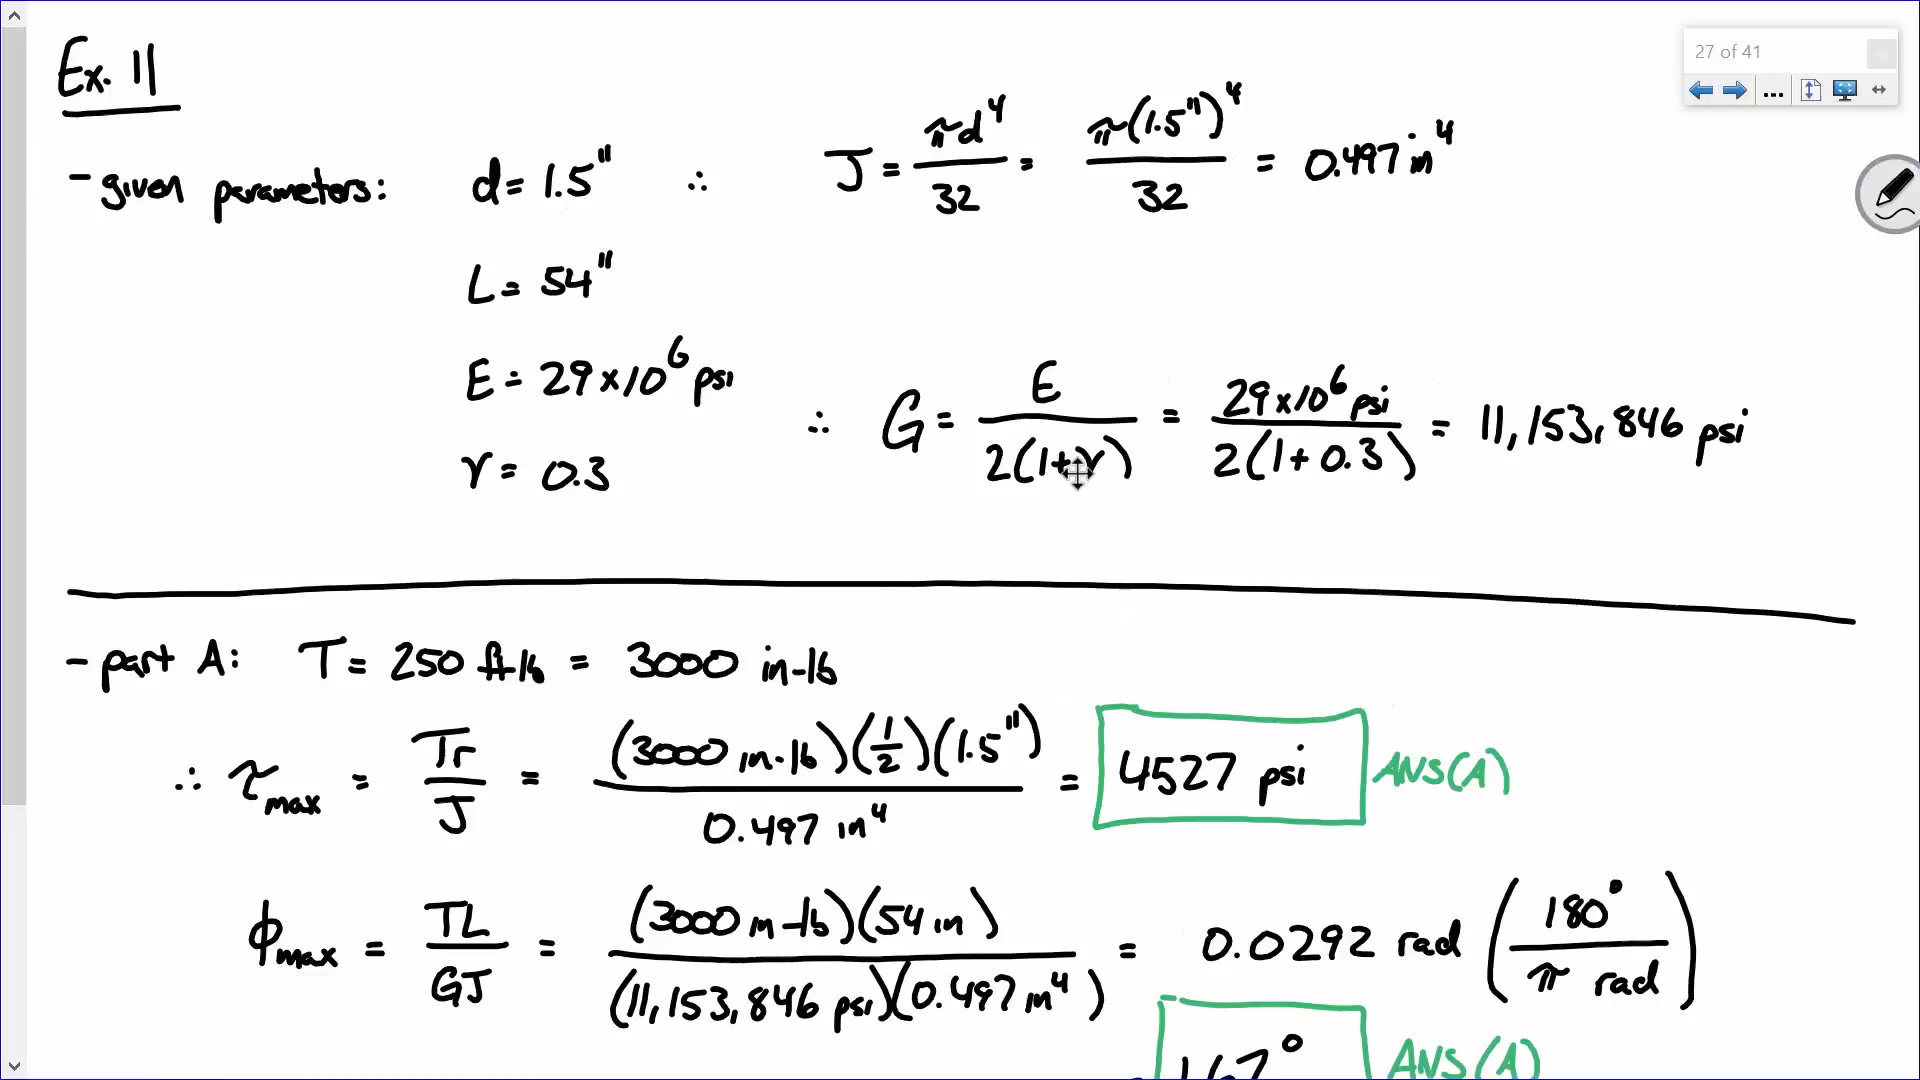 Ex. 11
27 of 41
- given parameters: d = 1.5" ∴ J = πd⁴/32 = π(1.5")⁴/32 = 0.497 in⁴
L = 54"
E = 29×10⁶ psi ∴ G = E/2(1+ν) = 29×10⁶ psi/2(1+0.3) = 11,153,846 psi
ν = 0.3
- part A: T = 250 ft-lb = 3000 in-lb
∴ τmax = Tr/J = (3000 in-lb)(1/2)(1.5")/0.497 in⁴ = 4527 psi ANS(A)
ϕmax = TL/GJ = (3000 in-lb)(54 in)/(11,153,846 psi)(0.497 in⁴) = 0.0292 rad (180°/π rad)
= 1.67° ANS(A)